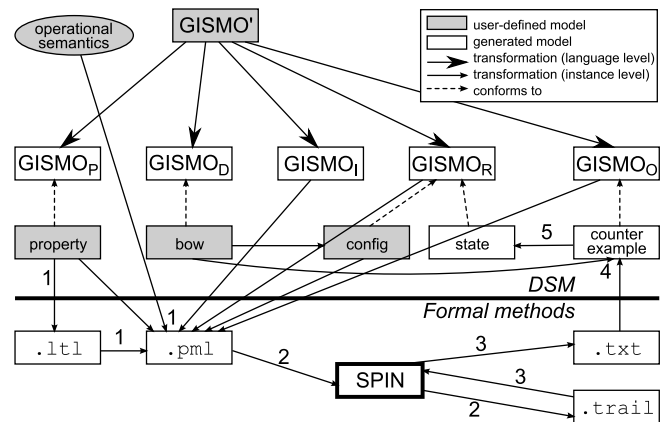 operational
semantics
GISMO'
user-defined model
generated model
transformation (language level)
transformation (instance level)
conforms to
GISMOP
GISMOD
GISMOI
GISMOR
GISMOO
property
bow
config
state
5
counter
example
1
4
DSM
1
Formal methods
.ltl
1
.pml
2
3
.txt
SPIN
3
2
.trail